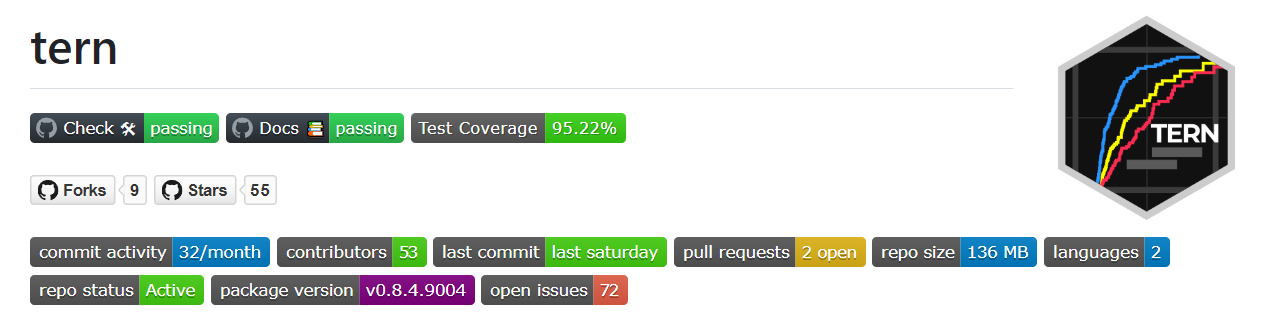 tern
Check 🛠 passing Docs 📚 passing Test Coverage 95.22%
TERN
Forks 9 Stars 55
commit activity 32/month contributors 53 last commit last saturday pull requests 2 open repo size 136 MB languages 2
repo status Active package version v0.8.4.9004 open issues 72